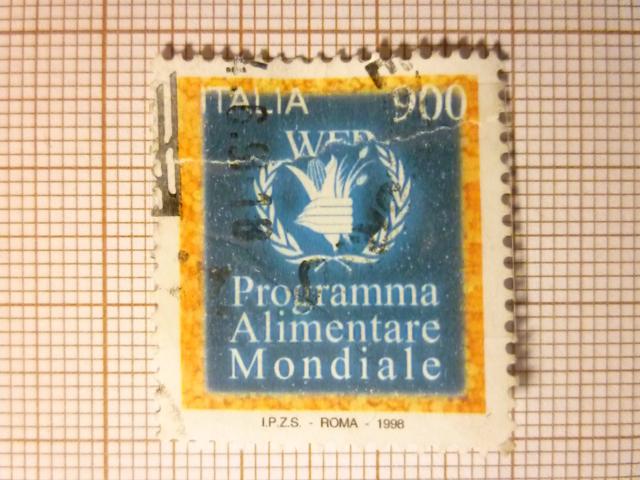 ITALIA 900
WFP
Programma
Alimentare
Mondiale
I.P.Z.S. - ROMA - 1998